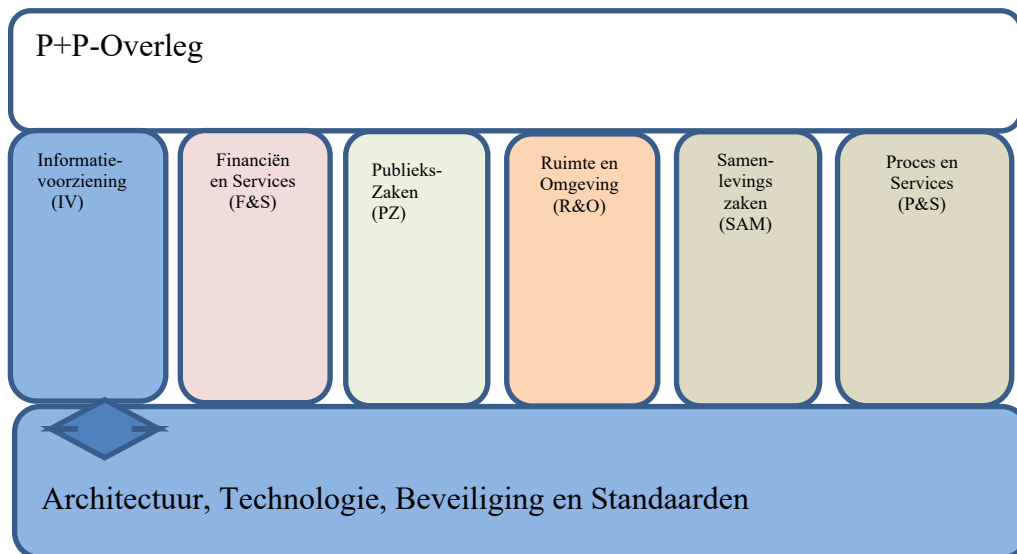 P+P-Overleg
Informatie-
voorziening
(IV)
Financiën
en Services
(F&S)
Publieks-
Zaken
(PZ)
Ruimte en
Omgeving
(R&O)
Samen-
levings
zaken
(SAM)
Proces en
Services
(P&S)
Architectuur, Technologie, Beveiliging en Standaarden